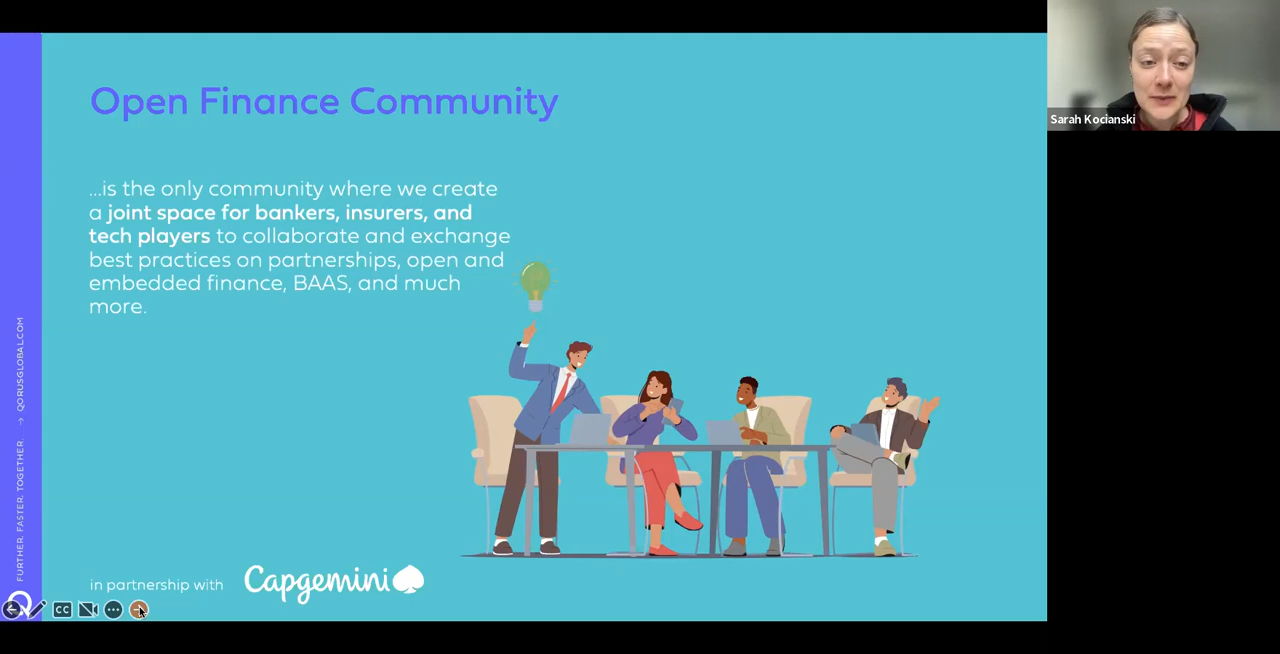 Open Finance Community
...is the only community where we create
a joint space for bankers, insurers, and
tech players to collaborate and exchange
best practices on partnerships, open and
embedded finance, BAAS, and much
more.
in partnership with Capgemini
FURTHER. FASTER. TOGETHER. → QORUSGLOBAL.COM
CC
Sarah Kocianski